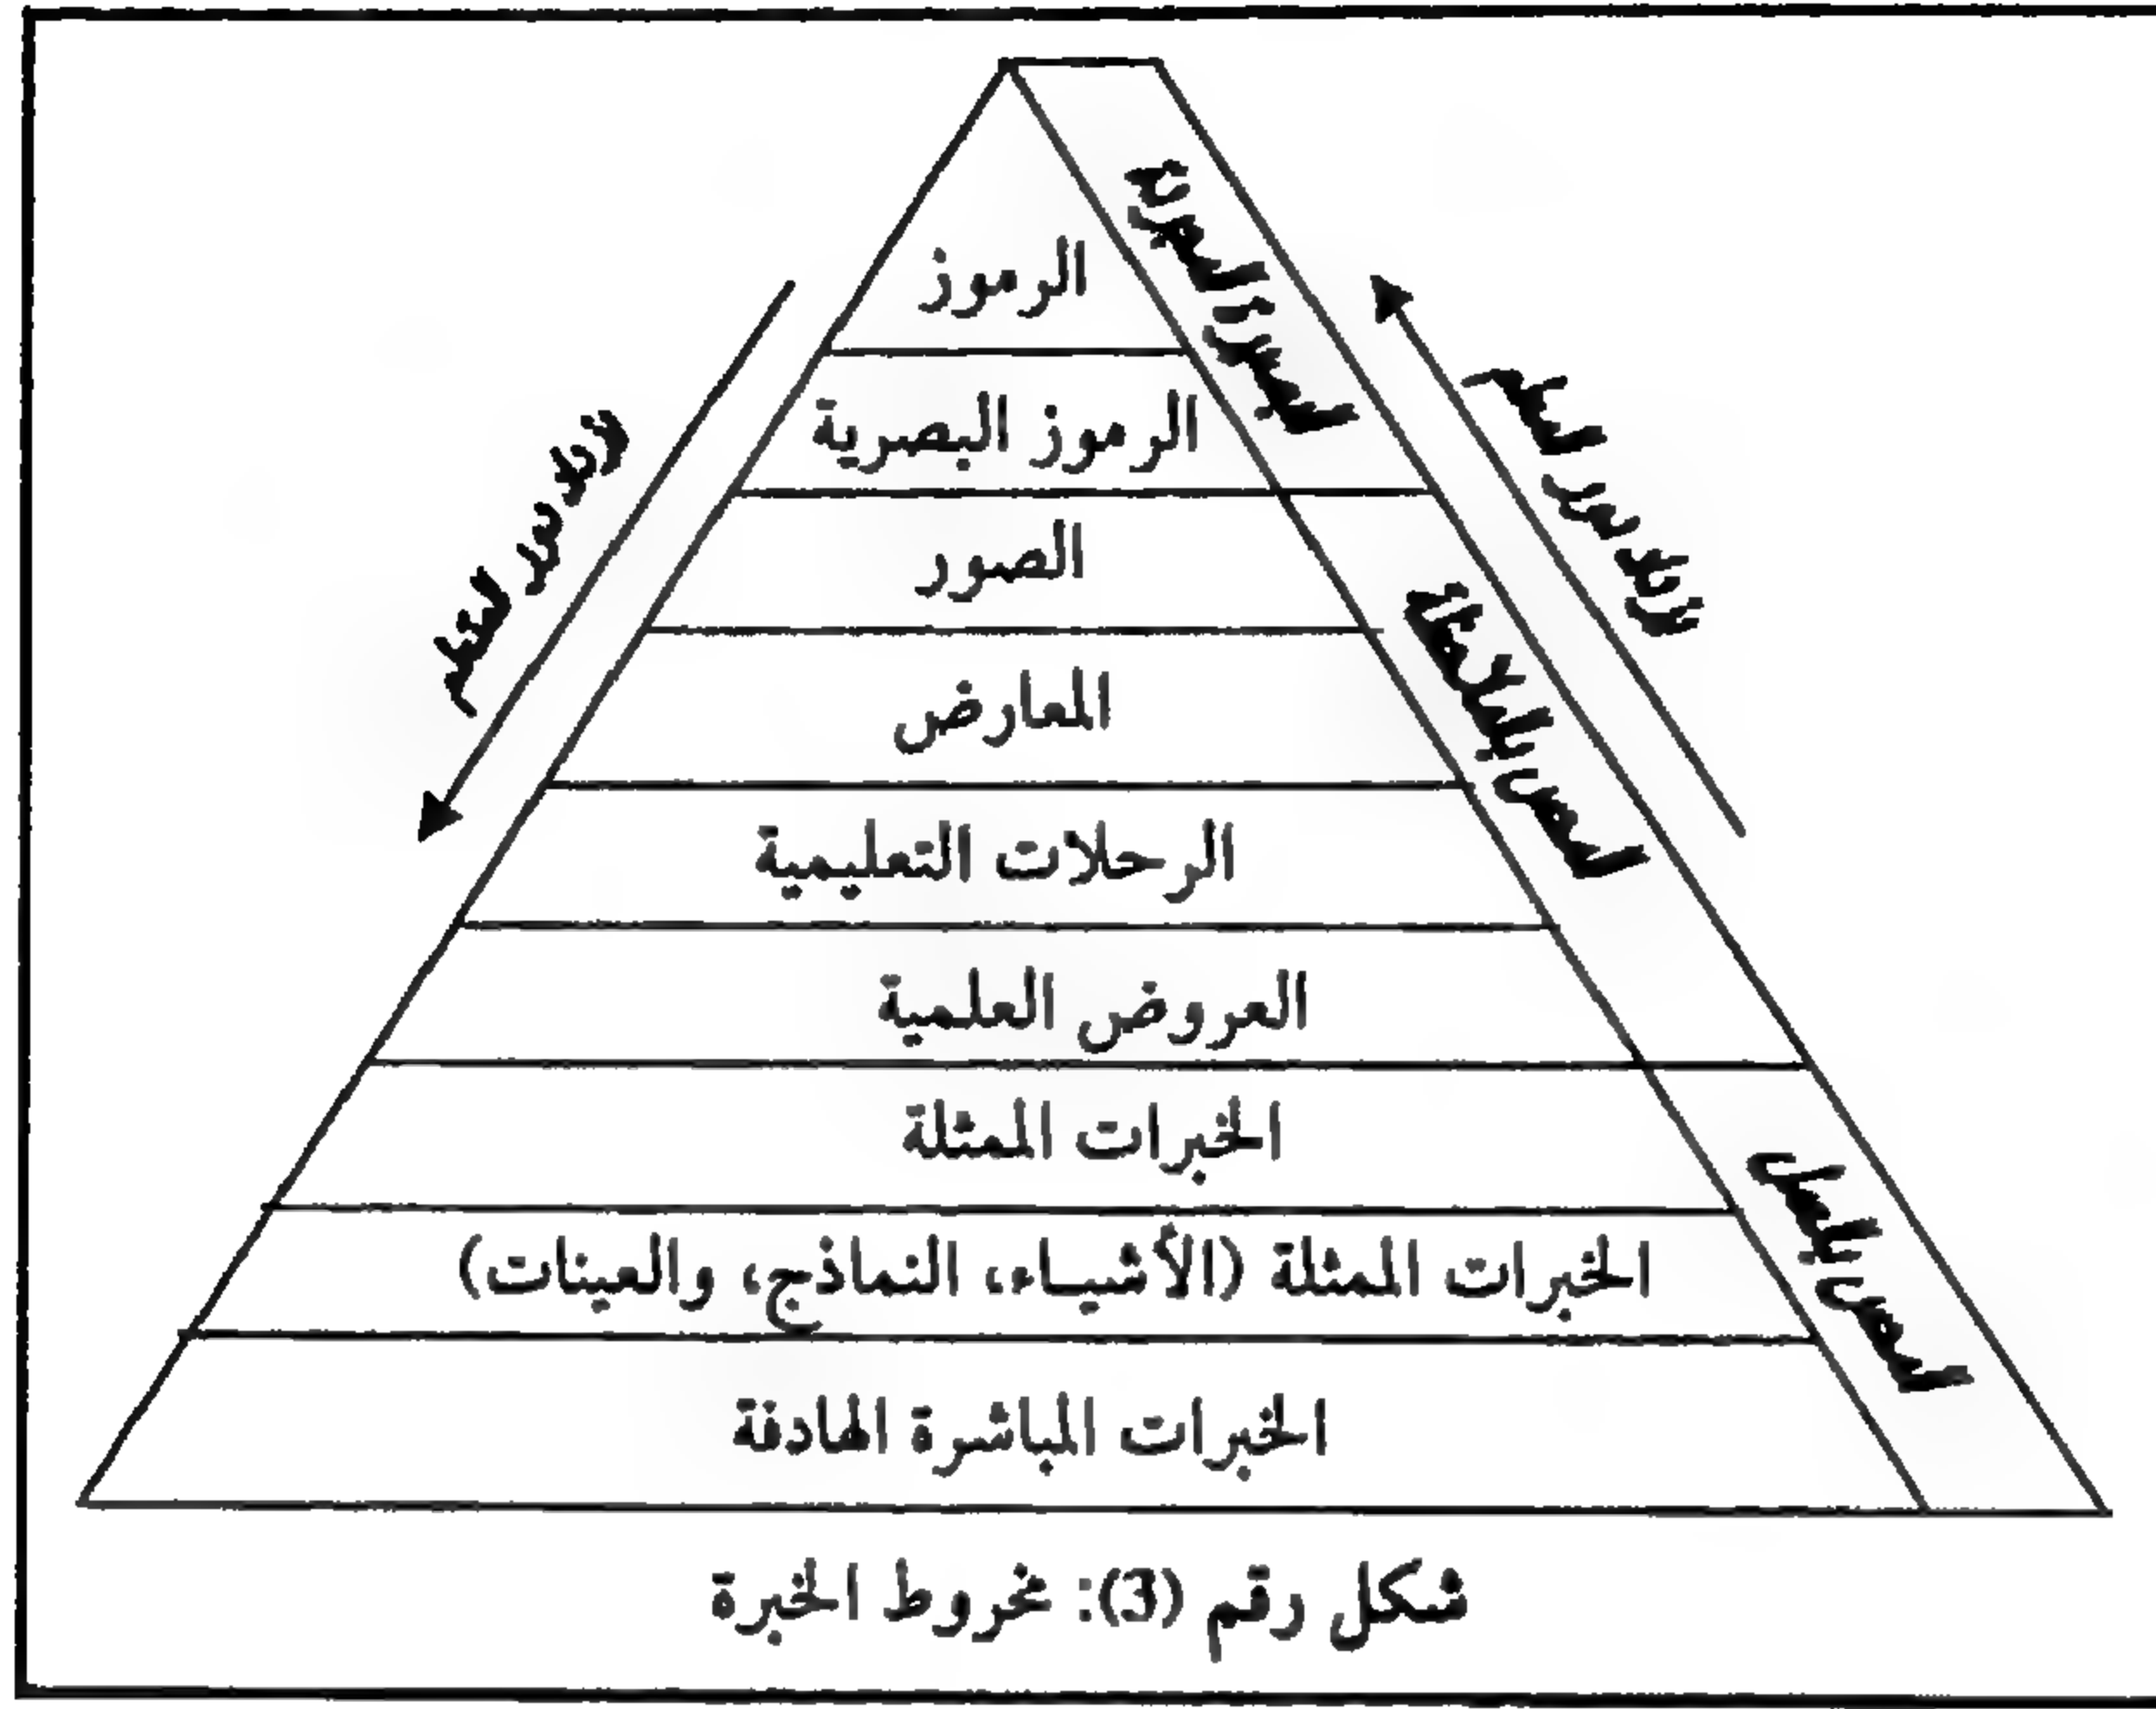 الرموز
الرموز البصرية
الصور
المعارض
الرحلات التعليمية
العروض العلمية
الخبرات الممثلة
الخبرات الممثلة (الأشياء، النماذج، والعينات)
الخبرات المباشرة الهادفة
شكل رقم (3): مخروط الخبرة